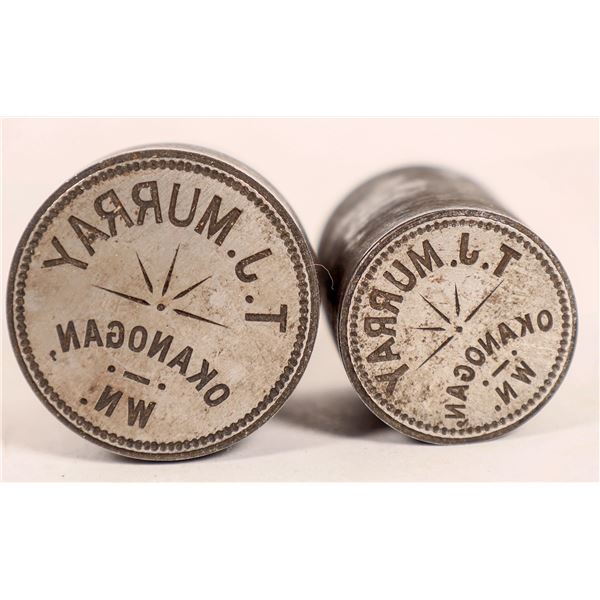 T. J. MURRAY
OKANOGAN,
WN.
T. J. MURRAY
OKANOGAN,
WN.